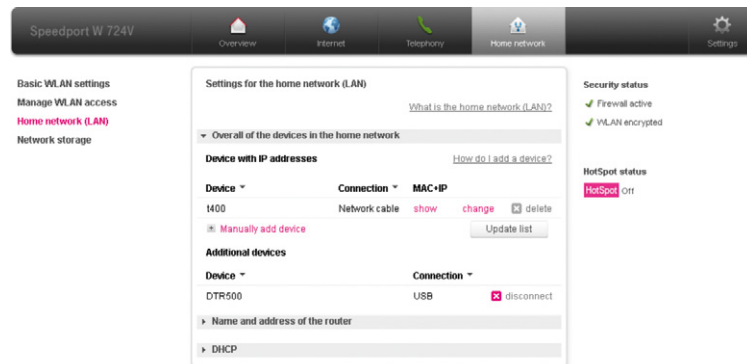 Speedport W 724V
Overview
Internet
Telephony
Home network
Settings
Basic WLAN settings
Manage WLAN access
Home network (LAN)
Network storage
Settings for the home network (LAN)
What is the home network (LAN)?
Overall of the devices in the home network
Device with IP addresses
How do I add a device?
Device Connection MAC+IP
t400 Network cable show change delete
Manually add device Update list
Additional devices
Device Connection
DTR500 USB disconnect
Name and address of the router
DHCP
Security status
Firewall active
WLAN encrypted
HotSpot status
HotSpot Off